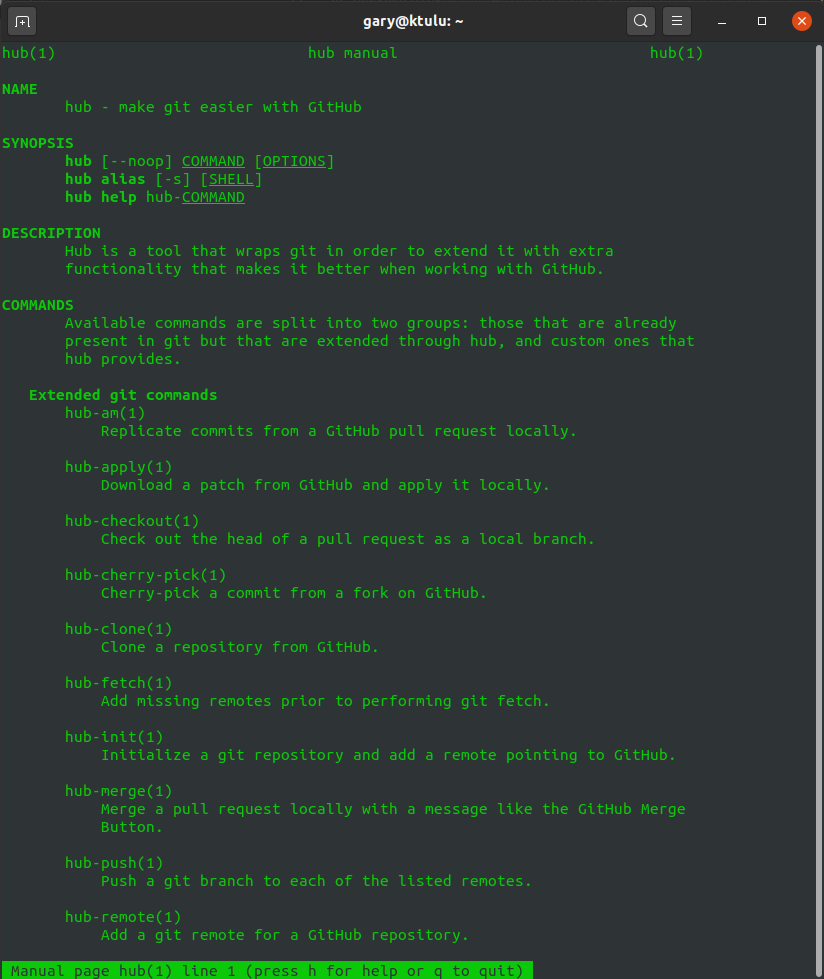 gary@ktulu: ~
hub(1) hub manual hub(1)
NAME
hub - make git easier with GitHub
SYNOPSIS
hub [--noop] COMMAND [OPTIONS]
hub alias [-s] [SHELL]
hub help hub-COMMAND
DESCRIPTION
Hub is a tool that wraps git in order to extend it with extra
functionality that makes it better when working with GitHub.
COMMANDS
Available commands are split into two groups: those that are already
present in git but that are extended through hub, and custom ones that
hub provides.
Extended git commands
hub-am(1)
Replicate commits from a GitHub pull request locally.
hub-apply(1)
Download a patch from GitHub and apply it locally.
hub-checkout(1)
Check out the head of a pull request as a local branch.
hub-cherry-pick(1)
Cherry-pick a commit from a fork on GitHub.
hub-clone(1)
Clone a repository from GitHub.
hub-fetch(1)
Add missing remotes prior to performing git fetch.
hub-init(1)
Initialize a git repository and add a remote pointing to GitHub.
hub-merge(1)
Merge a pull request locally with a message like the GitHub Merge
Button.
hub-push(1)
Push a git branch to each of the listed remotes.
hub-remote(1)
Add a git remote for a GitHub repository.
Manual page hub(1) line 1 (press h for help or q to quit)